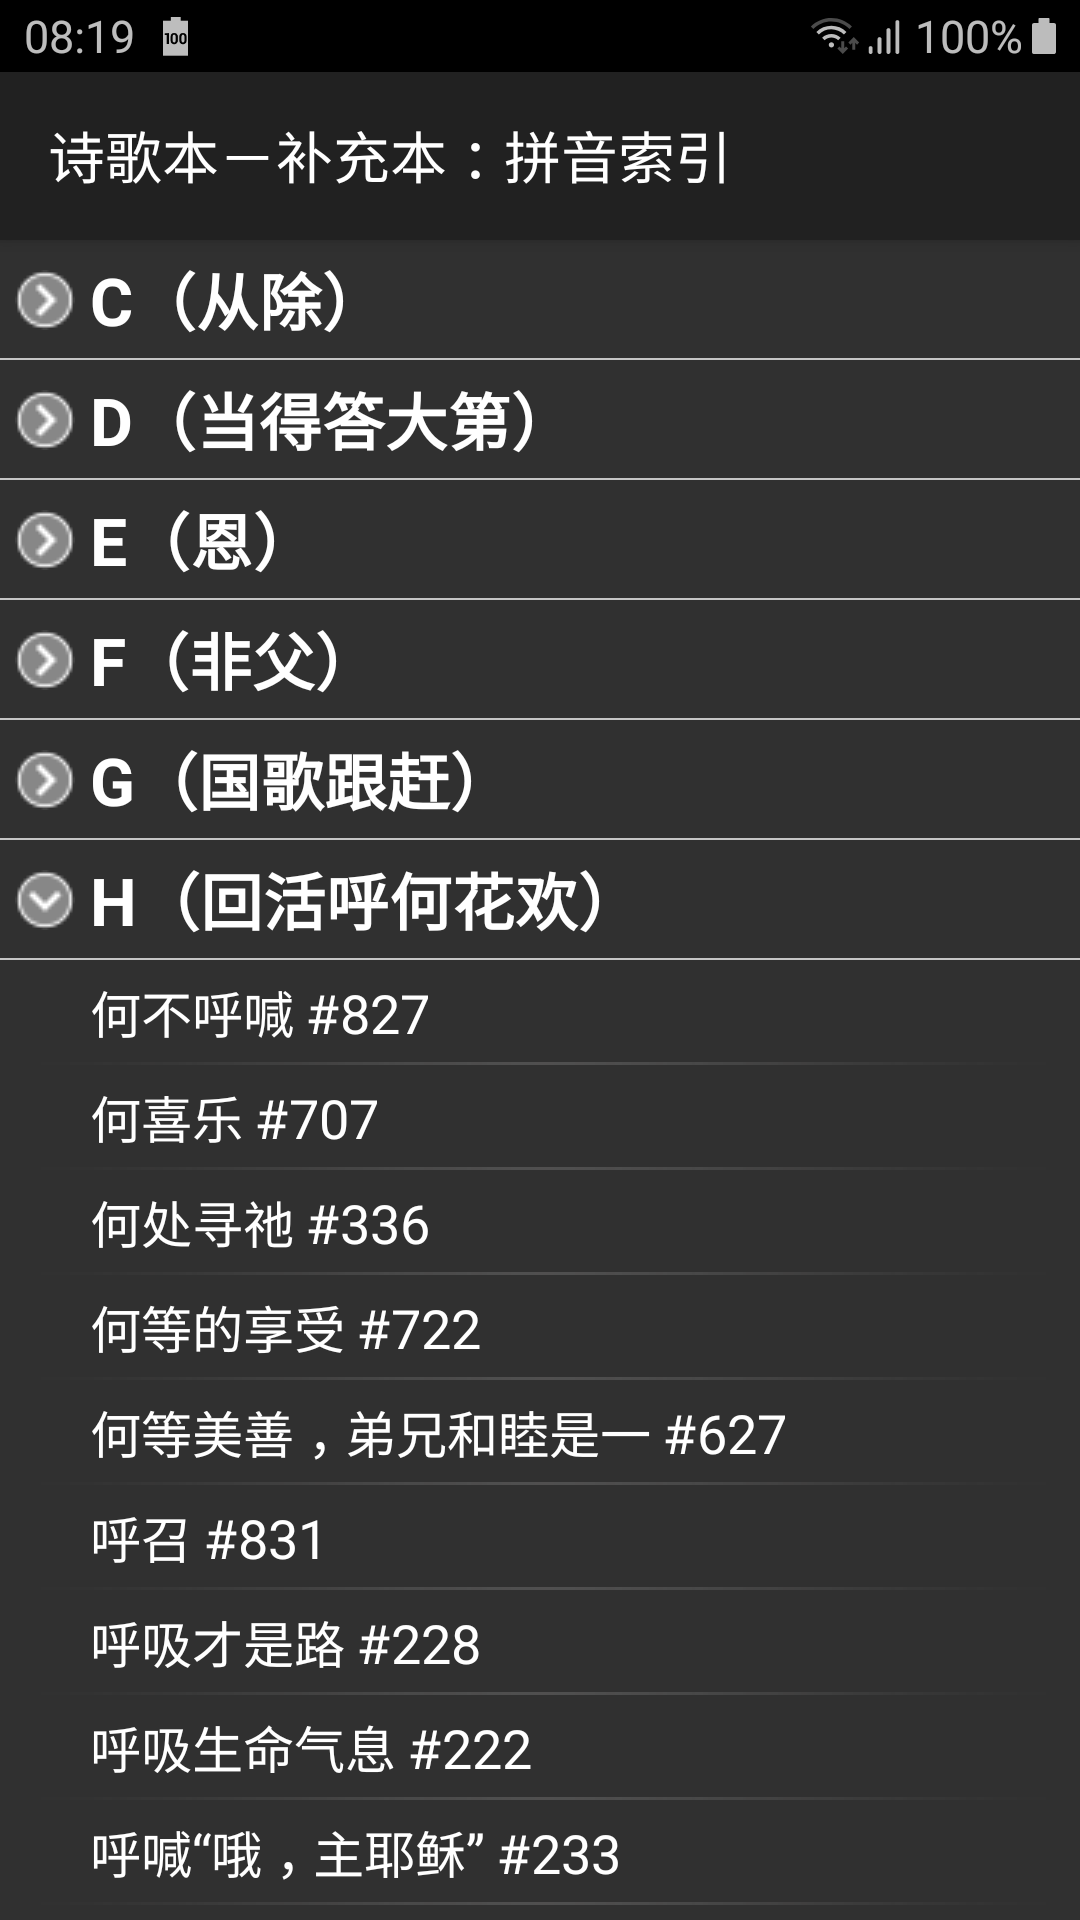 08:19 100 100%
诗歌本－补充本：拼音索引
C（从除）
D（当得答大第）
E（恩）
F（非父）
G（国歌跟赶）
H（回活呼何花欢）
何不呼喊 #827
何喜乐 #707
何处寻祂 #336
何等的享受 #722
何等美善，弟兄和睦是一 #627
呼召 #831
呼吸才是路 #228
呼吸生命气息 #222
呼喊“哦，主耶稣” #233